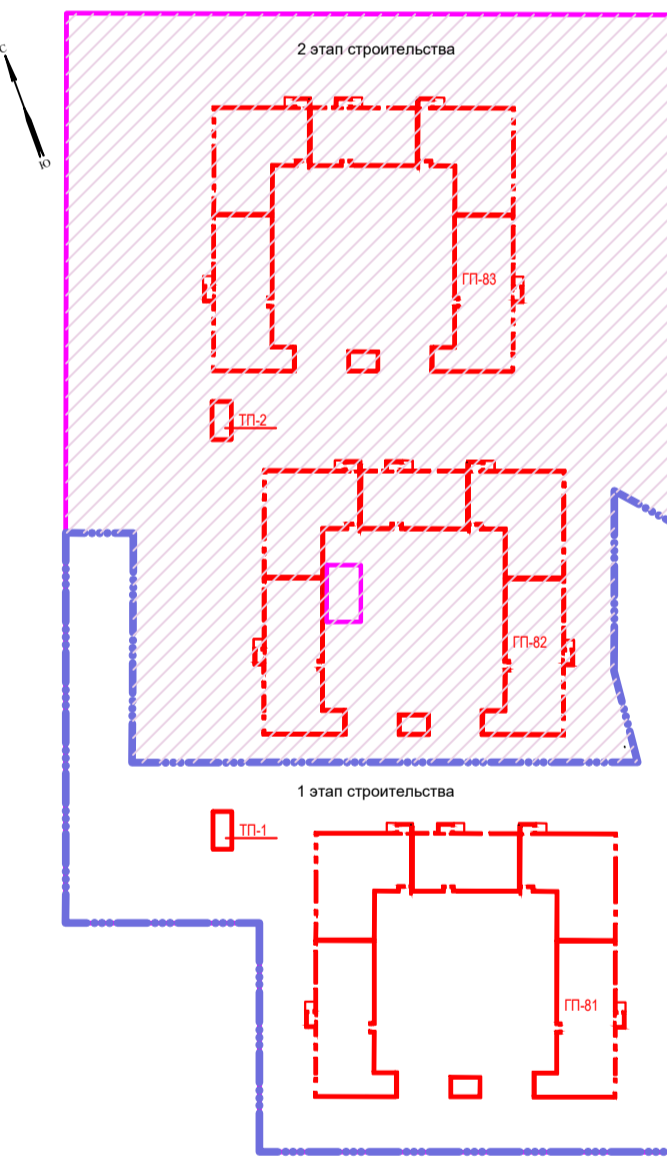 2 этап строительства
С
Ю
ГП-83
ТП-2
ГП-82
1 этап строительства
ТП-1
ГП-81